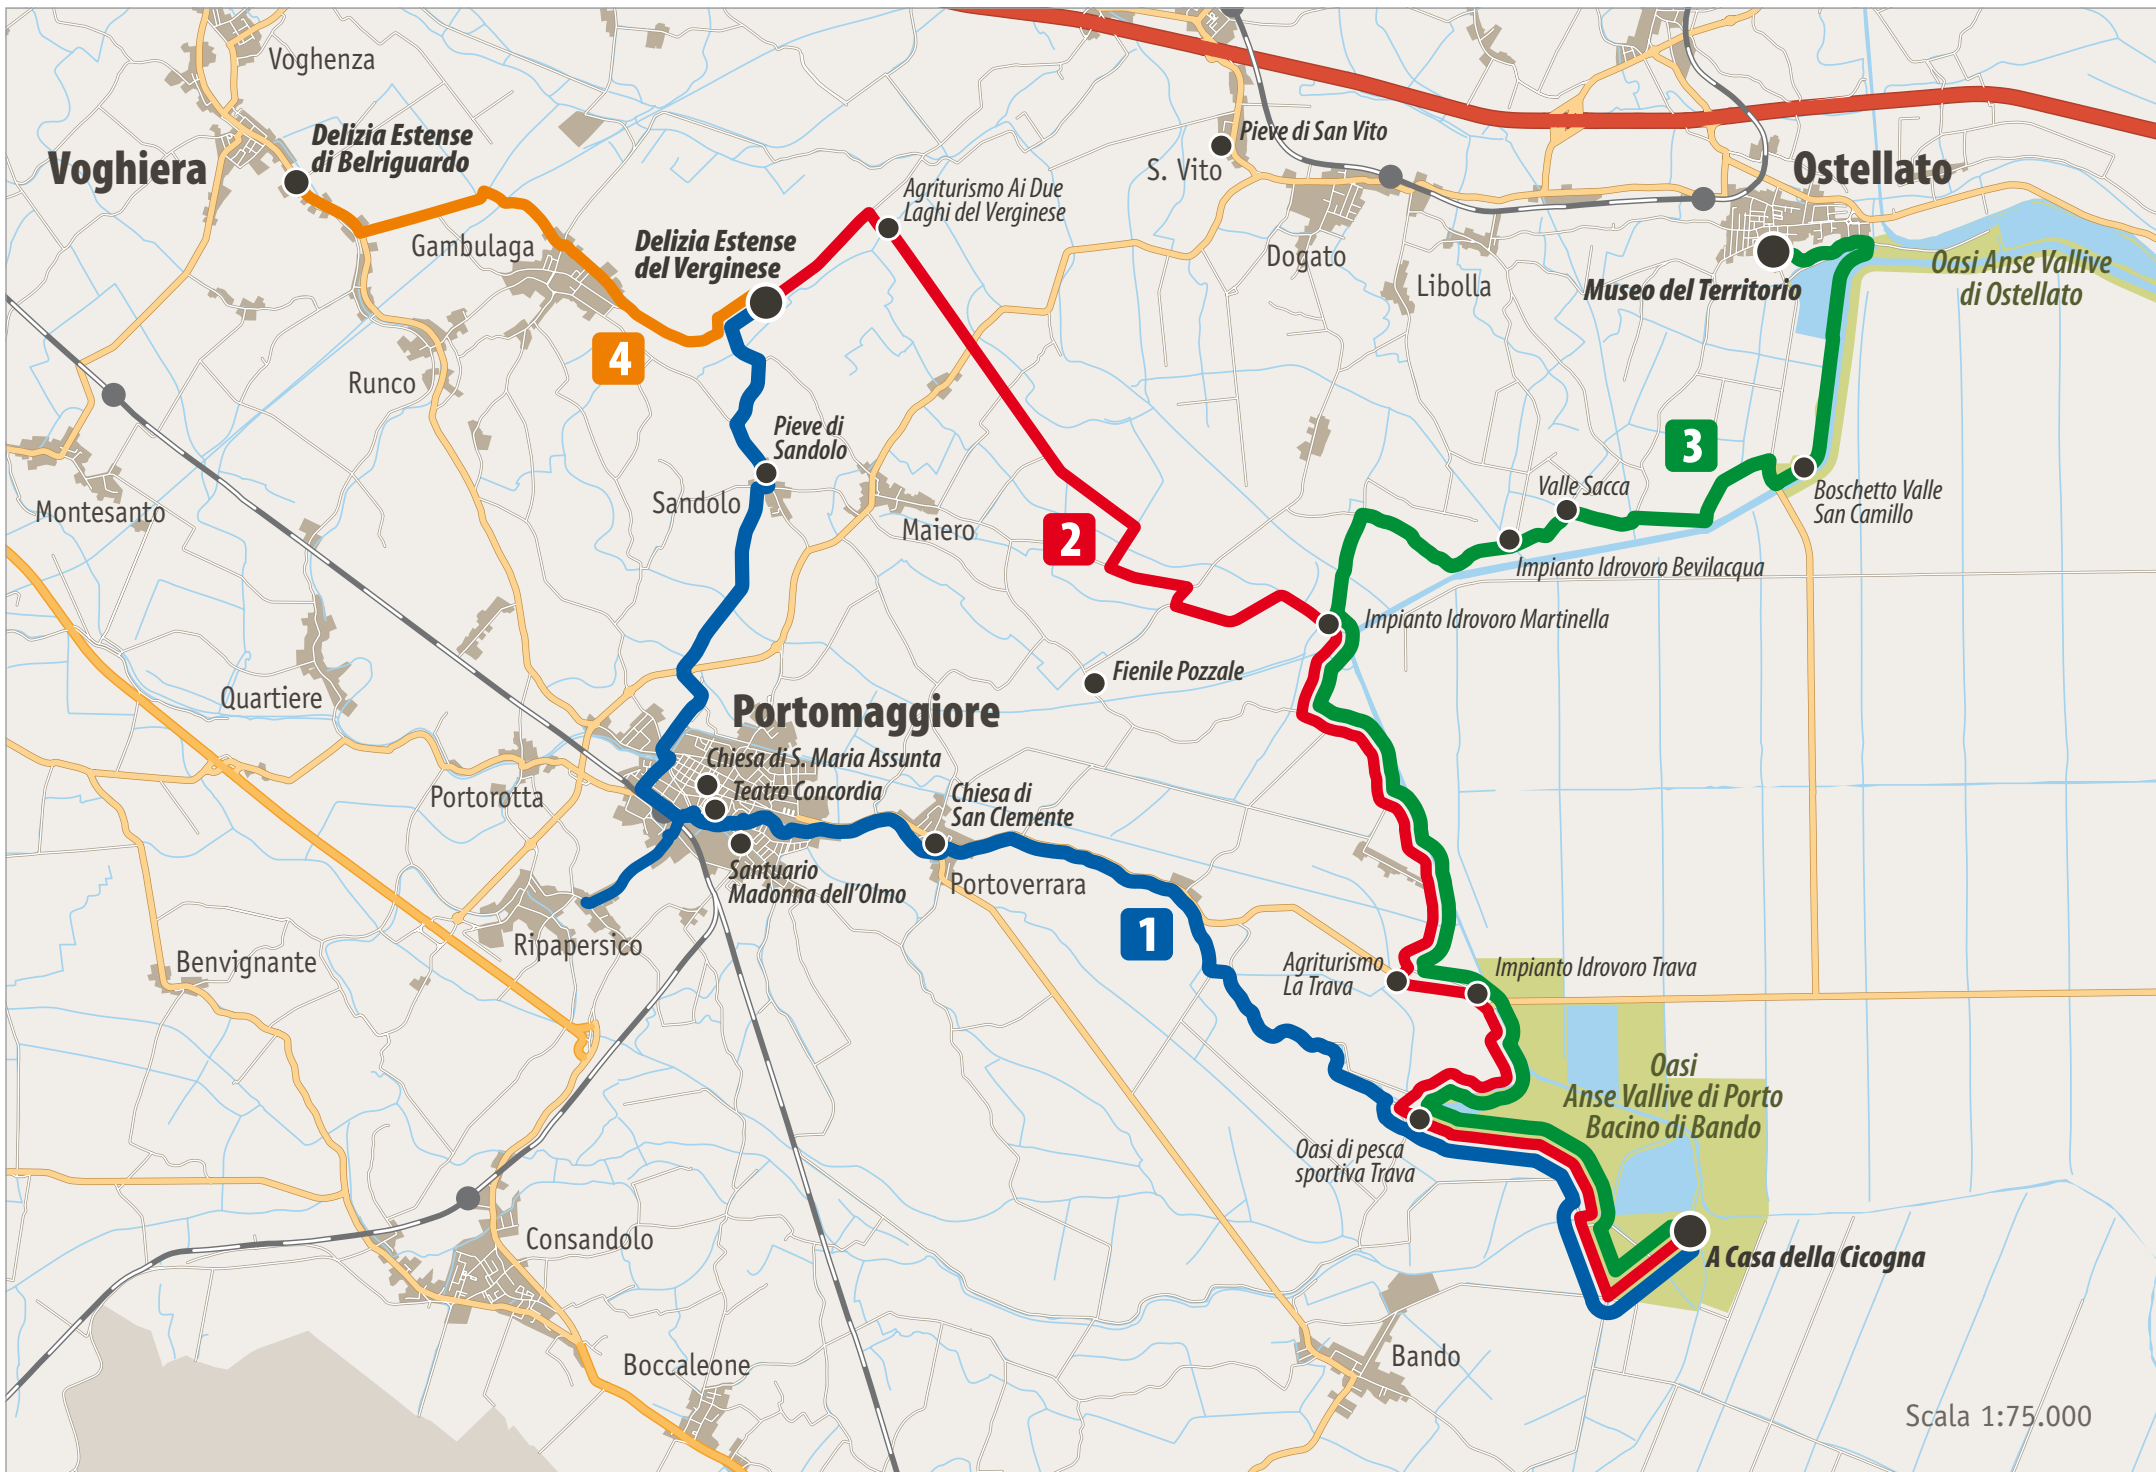 Voghenza
Delizia Estense
di Belriguardo
Voghiera
Pieve di San Vito
S. Vito
Ostellato
Agriturismo Ai Due
Laghi del Verginese
Gambulaga
Delizia Estense
del Verginese
Dogato
Libolla
Museo del Territorio
Oasi Anse Vallive
di Ostellato
4
Runco
Pieve di
Sandolo
3
Montesanto
Sandolo
Maiero
Valle Sacca
Boschetto Valle
San Camillo
2
Impianto Idrovoro Bevilacqua
Impianto Idrovoro Martinella
Fienile Pozzale
Quartiere
Portomaggiore
Chiesa di S. Maria Assunta
Teatro Concordia
Portorotta
Chiesa di
San Clemente
Santuario
Madonna dell'Olmo
Portoverrara
1
Ripapersico
Benvignante
Agriturismo
La Trava
Impianto Idrovoro Trava
Oasi
Anse Vallive di Porto
Bacino di Bando
Oasi di pesca
sportiva Trava
Consandolo
A Casa della Cicogna
Boccaleone
Bando
Scala 1:75.000